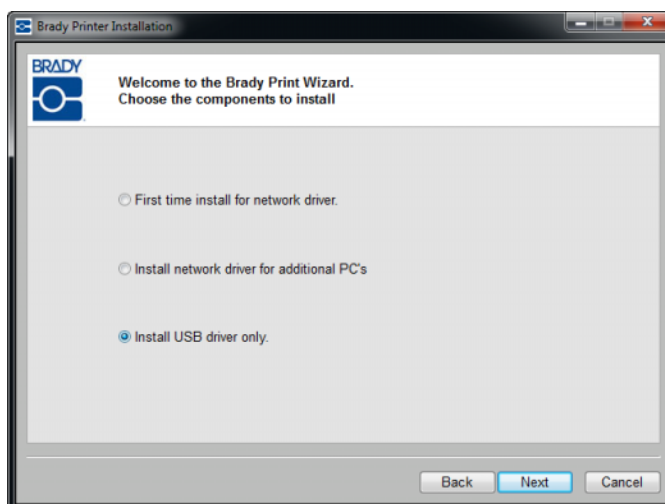 Brady Printer Installation
BRADY
Welcome to the Brady Print Wizard.
Choose the components to install
First time install for network driver.
Install network driver for additional PC's
Install USB driver only.
Back
Next
Cancel